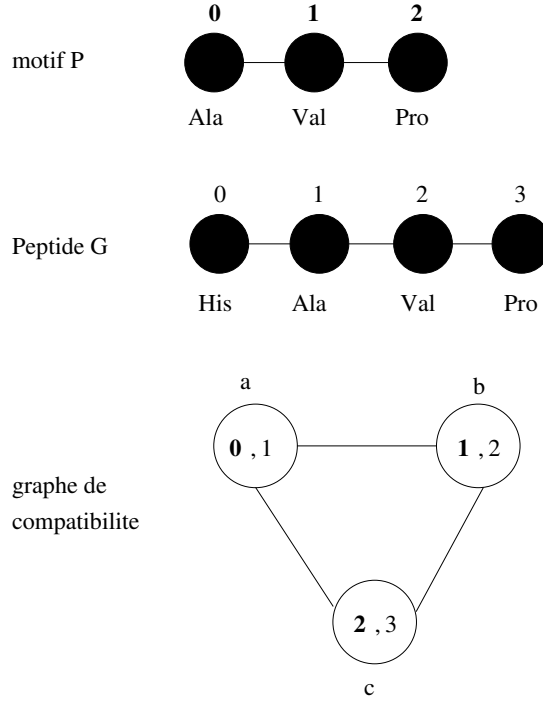 0 1 2
motif P
Ala Val Pro
0 1 2 3
Peptide G
His Ala Val Pro
a b
0 , 1 1 , 2
graphe de
compatibilite
2 , 3
c